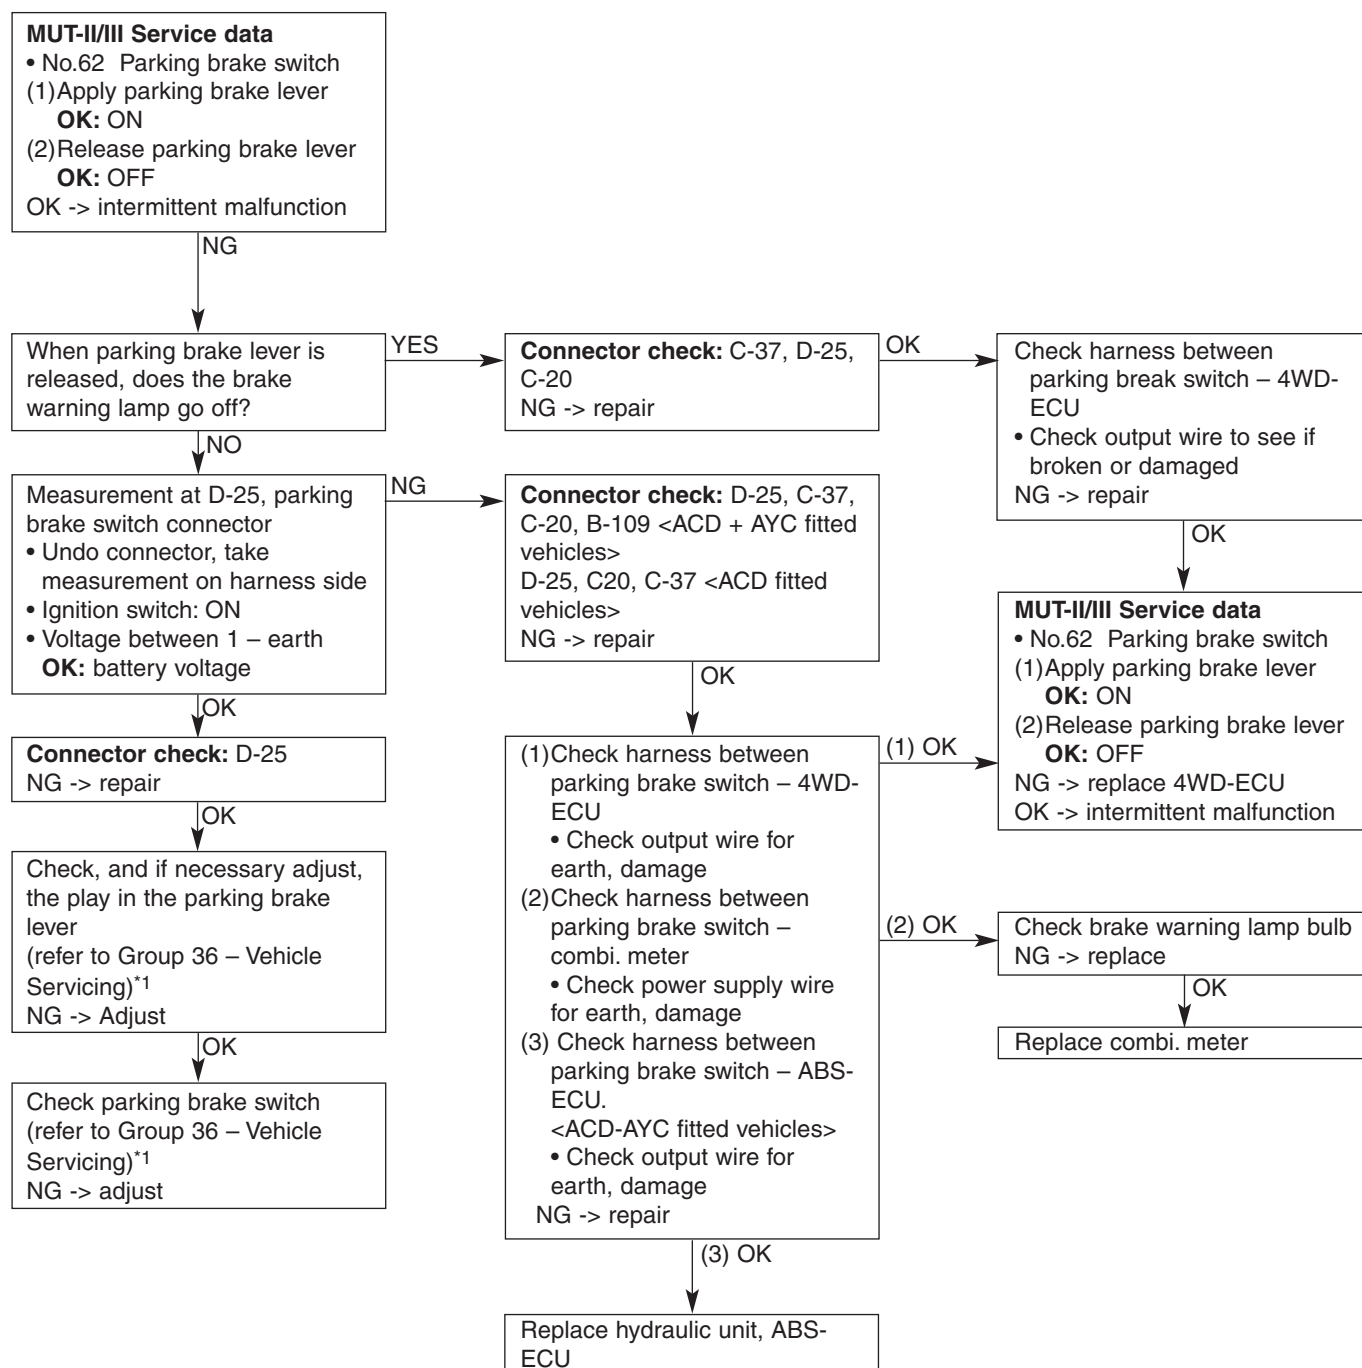 MUT-II/III Service data
• No.62 Parking brake switch
(1)Apply parking brake lever
OK: ON
(2)Release parking brake lever
OK: OFF
OK -> intermittent malfunction
NG
When parking brake lever is
released, does the brake
warning lamp go off?
YES
Connector check: C-37, D-25,
C-20
NG -> repair
OK
Check harness between
parking break switch – 4WD-
ECU
• Check output wire to see if
broken or damaged
NG -> repair
NO
Measurement at D-25, parking
brake switch connector
• Undo connector, take
measurement on harness side
• Ignition switch: ON
• Voltage between 1 – earth
OK: battery voltage
NG
Connector check: D-25, C-37,
C-20, B-109 <ACD + AYC fitted
vehicles>
D-25, C20, C-37 <ACD fitted
vehicles>
NG -> repair
OK
MUT-II/III Service data
• No.62 Parking brake switch
(1)Apply parking brake lever
OK: ON
(2)Release parking brake lever
OK: OFF
NG -> replace 4WD-ECU
OK -> intermittent malfunction
OK
Connector check: D-25
NG -> repair
OK
(1)Check harness between
parking brake switch – 4WD-
ECU
• Check output wire for
earth, damage
(2)Check harness between
parking brake switch –
combi. meter
• Check power supply wire
for earth, damage
(3) Check harness between
parking brake switch – ABS-
ECU.
<ACD-AYC fitted vehicles>
• Check output wire for
earth, damage
NG -> repair
(1) OK
OK
Check, and if necessary adjust,
the play in the parking brake
lever
(refer to Group 36 – Vehicle
Servicing)*1
NG -> Adjust
(2) OK
Check brake warning lamp bulb
NG -> replace
OK
Replace combi. meter
OK
Check parking brake switch
(refer to Group 36 – Vehicle
Servicing)*1
NG -> adjust
(3) OK
Replace hydraulic unit, ABS-
ECU